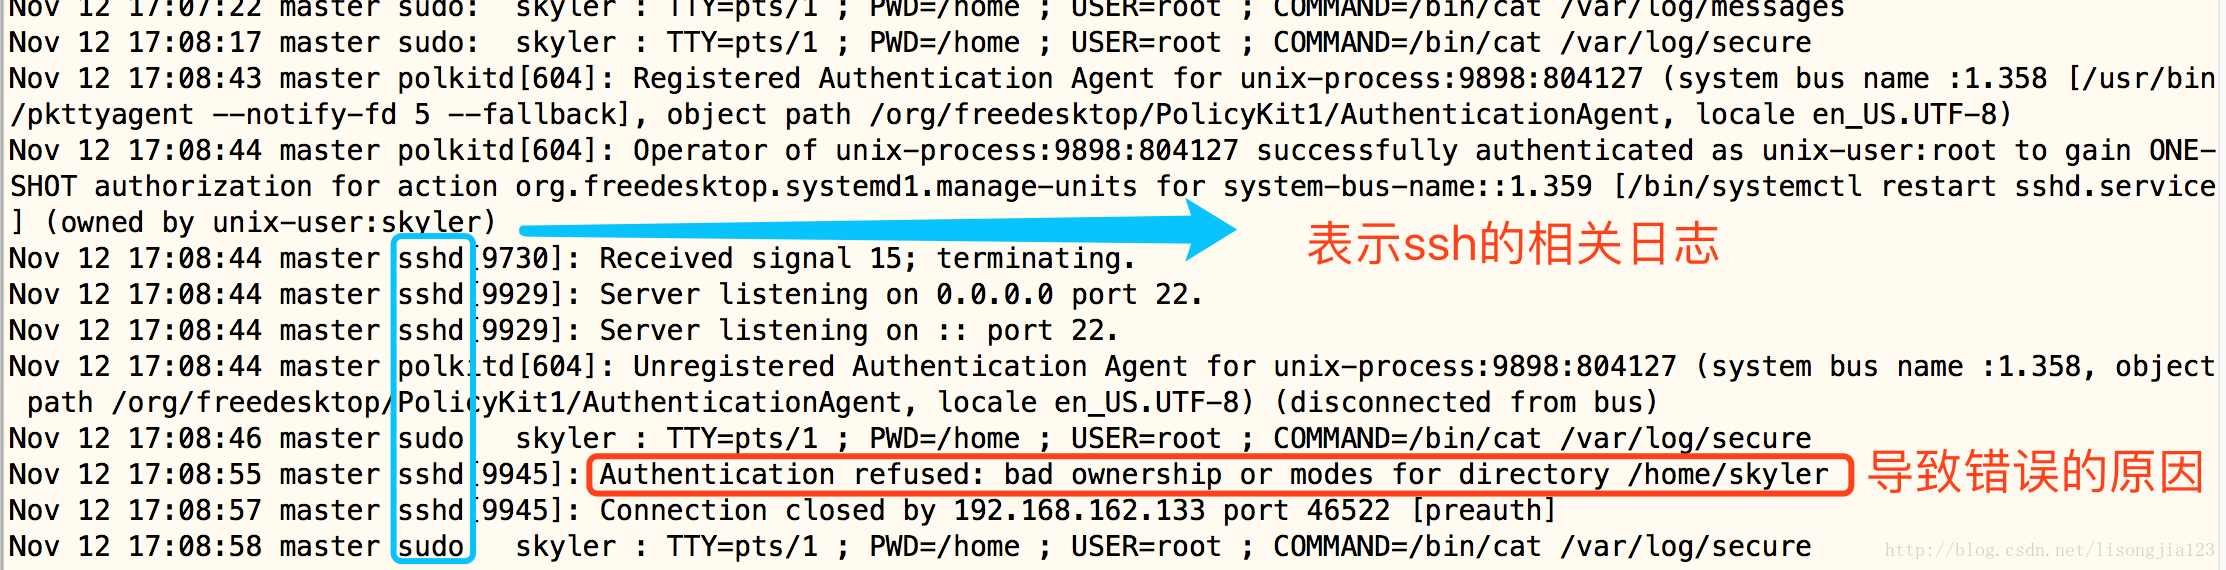 Nov 12 17:07:22 master sudo:  skyler : TTY=pts/1 ; PWD=/home ; USER=root ; COMMAND=/bin/cat /var/log/messages
Nov 12 17:08:17 master sudo:  skyler : TTY=pts/1 ; PWD=/home ; USER=root ; COMMAND=/bin/cat /var/log/secure
Nov 12 17:08:43 master polkitd[604]: Registered Authentication Agent for unix-process:9898:804127 (system bus name :1.358 [/usr/bin
/pkttyagent --notify-fd 5 --fallback], object path /org/freedesktop/PolicyKit1/AuthenticationAgent, locale en_US.UTF-8)
Nov 12 17:08:44 master polkitd[604]: Operator of unix-process:9898:804127 successfully authenticated as unix-user:root to gain ONE-
SHOT authorization for action org.freedesktop.systemd1.manage-units for system-bus-name::1.359 [/bin/systemctl restart sshd.service
] (owned by unix-user:skyler)
表示ssh的相关日志
Nov 12 17:08:44 master sshd[9730]: Received signal 15; terminating.
Nov 12 17:08:44 master sshd[9929]: Server listening on 0.0.0.0 port 22.
Nov 12 17:08:44 master sshd[9929]: Server listening on :: port 22.
Nov 12 17:08:44 master polkitd[604]: Unregistered Authentication Agent for unix-process:9898:804127 (system bus name :1.358, object
 path /org/freedesktop/PolicyKit1/AuthenticationAgent, locale en_US.UTF-8) (disconnected from bus)
Nov 12 17:08:46 master sudo   skyler : TTY=pts/1 ; PWD=/home ; USER=root ; COMMAND=/bin/cat /var/log/secure
Nov 12 17:08:55 master sshd[9945]: Authentication refused: bad ownership or modes for directory /home/skyler 导致错误的原因
Nov 12 17:08:57 master sshd[9945]: Connection closed by 192.168.162.133 port 46522 [preauth]
Nov 12 17:08:58 master sudo   skyler : TTY=pts/1 ; PWD=/home ; USER=root ; COMMAND=/bin/cat /var/log/secure
http://blog.csdn.net/lisongjia123